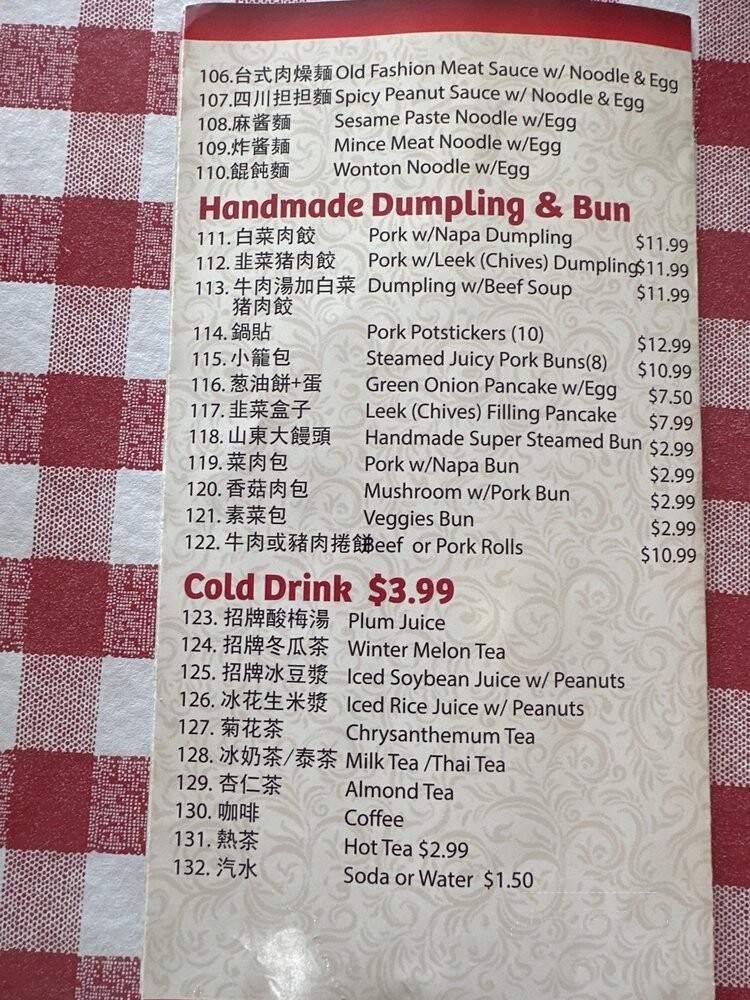 106.台式肉燥麵 Old Fashion Meat Sauce w/ Noodle & Egg
107.四川担担麵 Spicy Peanut Sauce w/ Noodle & Egg
108.麻醬麵 Sesame Paste Noodle w/Egg
109.炸醬麵 Mince Meat Noodle w/Egg
110.餛飩麵 Wonton Noodle w/Egg
Handmade Dumpling & Bun
111. 白菜肉餃 Pork w/Napa Dumpling $11.99
112. 韭菜猪肉餃 Pork w/Leek (Chives) Dumpling $11.99
113. 牛肉湯加白菜 Dumpling w/Beef Soup $11.99
猪肉餃
114. 鍋貼 Pork Potstickers (10) $12.99
115. 小籠包 Steamed Juicy Pork Buns(8) $10.99
116. 葱油餅+蛋 Green Onion Pancake w/Egg $7.50
117. 韭菜盒子 Leek (Chives) Filling Pancake $7.99
118. 山東大饅頭 Handmade Super Steamed Bun $2.99
119. 菜肉包 Pork w/Napa Bun $2.99
120. 香菇肉包 Mushroom w/Pork Bun $2.99
121. 素菜包 Veggies Bun $2.99
122. 牛肉或豬肉捲餅 Beef or Pork Rolls $10.99
Cold Drink $3.99
123. 招牌酸梅湯 Plum Juice
124. 招牌冬瓜茶 Winter Melon Tea
125. 招牌冰豆漿 Iced Soybean Juice w/ Peanuts
126. 冰花生米漿 Iced Rice Juice w/ Peanuts
127. 菊花茶 Chrysanthemum Tea
128. 冰奶茶/泰茶 Milk Tea /Thai Tea
129. 杏仁茶 Almond Tea
130. 咖啡 Coffee
131. 熱茶 Hot Tea $2.99
132. 汽水 Soda or Water $1.50